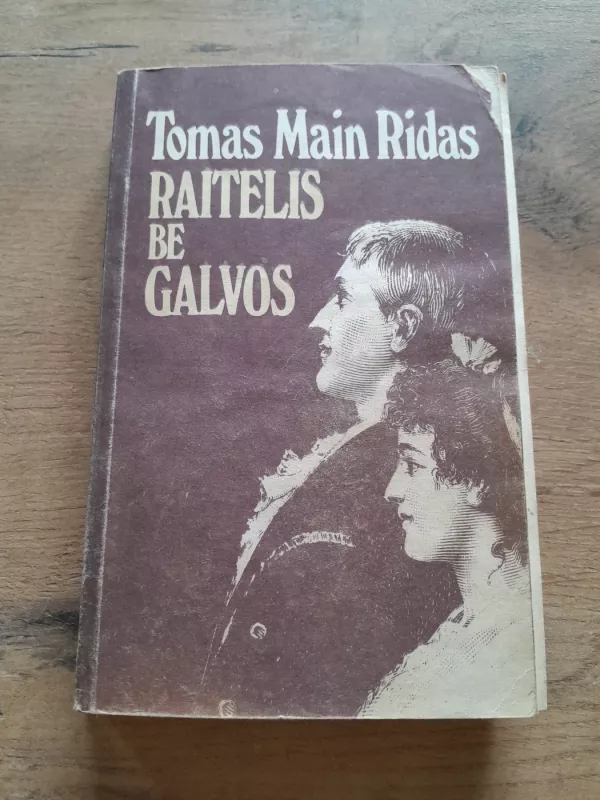 Tomas Main Ridas
RAITELIS
BE
GALVOS